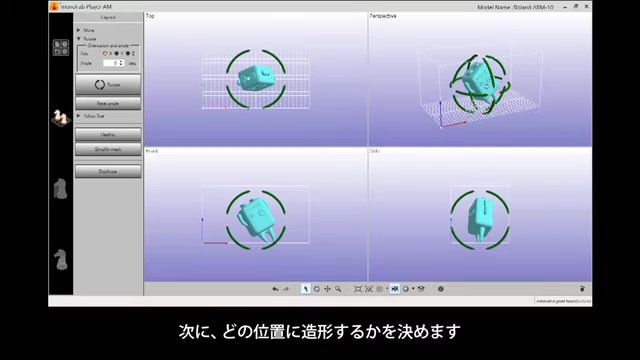 monoFab Player AM
Model Name : Roland ARM-10
Layout
Move
Rotate
Orientation and angle
Axis X Y Z
Angle 0 deg
Rotate
Reset angle
Adjust Size
Healing
Simplify mesh
Duplicate
Top
Perspective
Front
Side
次に、どの位置に造形するかを決めます